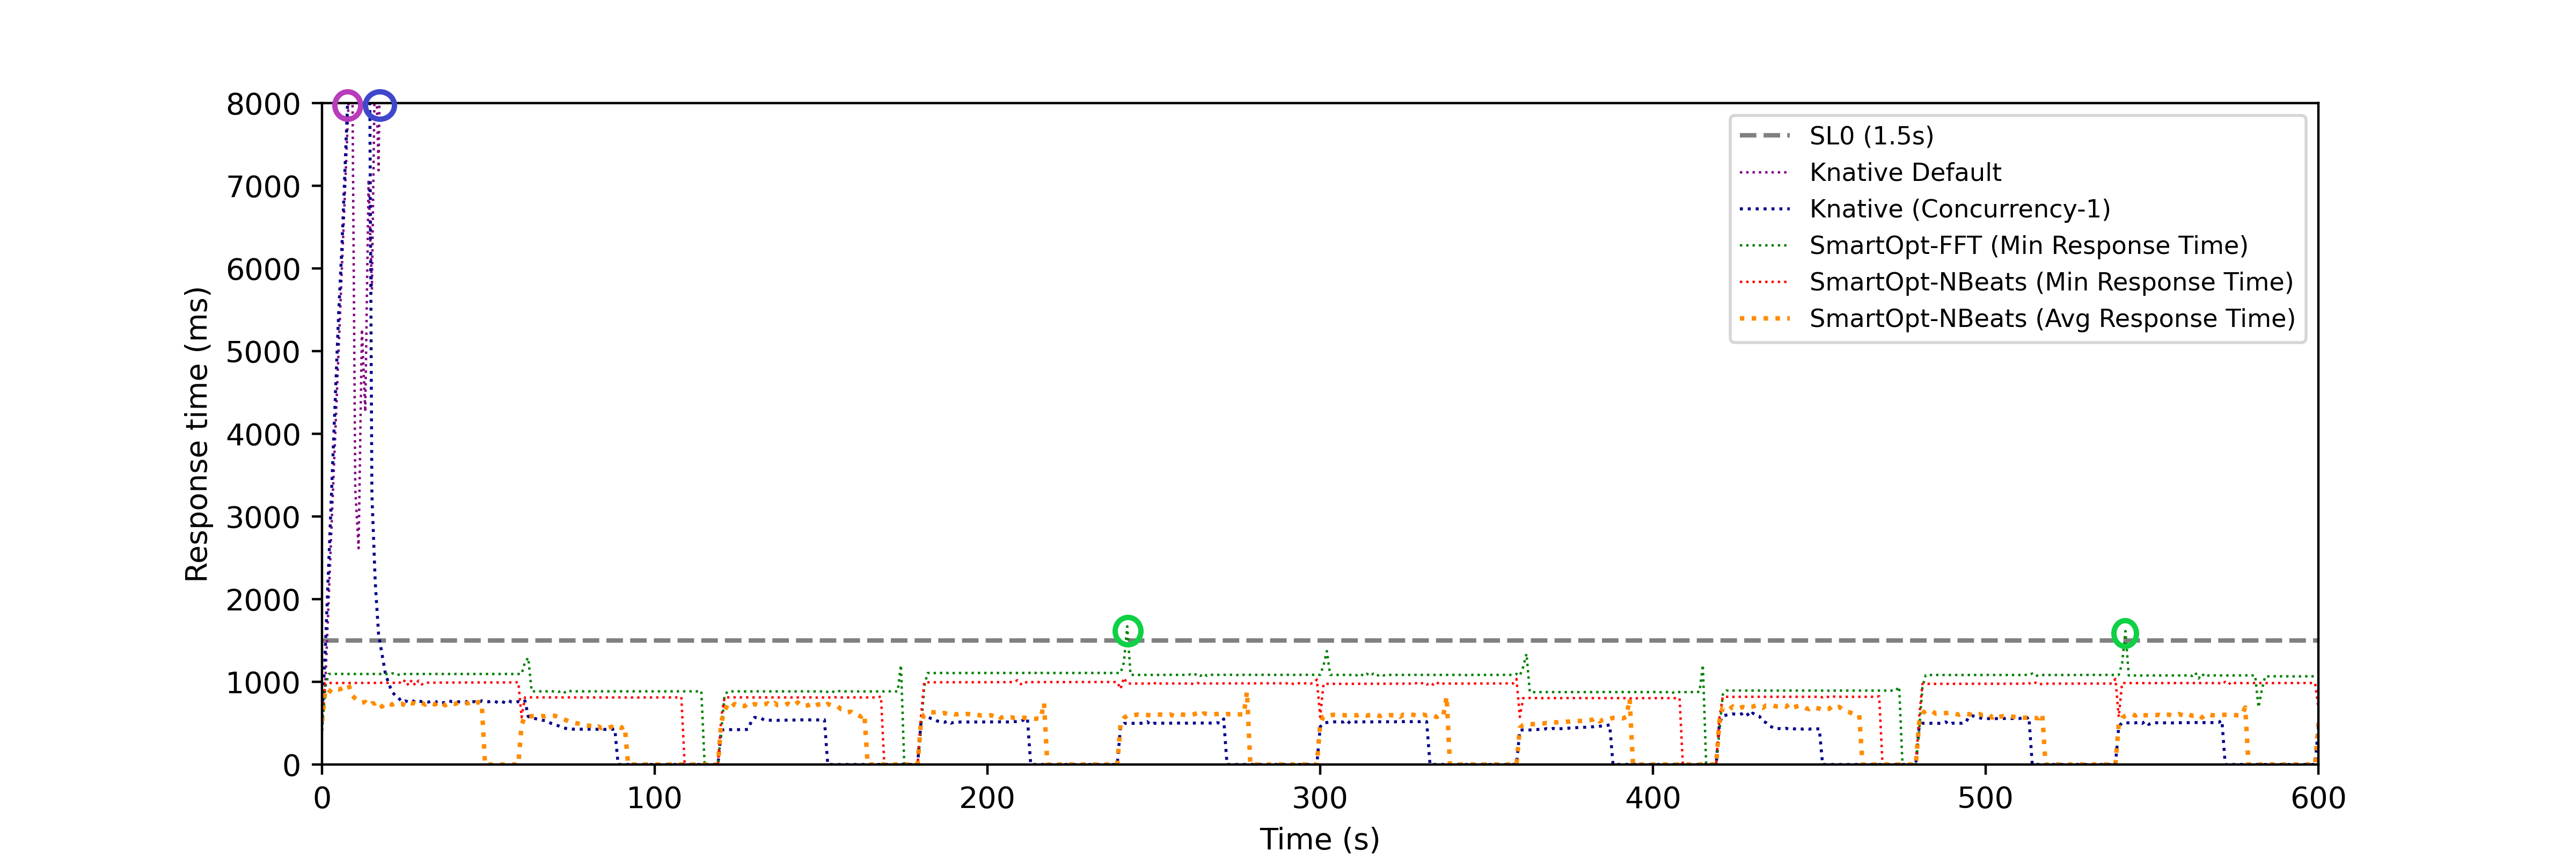 8000
7000
6000
5000
4000
3000
2000
1000
0
Response time (ms)
SL0 (1.5s)
Knative Default
Knative (Concurrency-1)
SmartOpt-FFT (Min Response Time)
SmartOpt-NBeats (Min Response Time)
SmartOpt-NBeats (Avg Response Time)
0 100 200 300 400 500 600
Time (s)